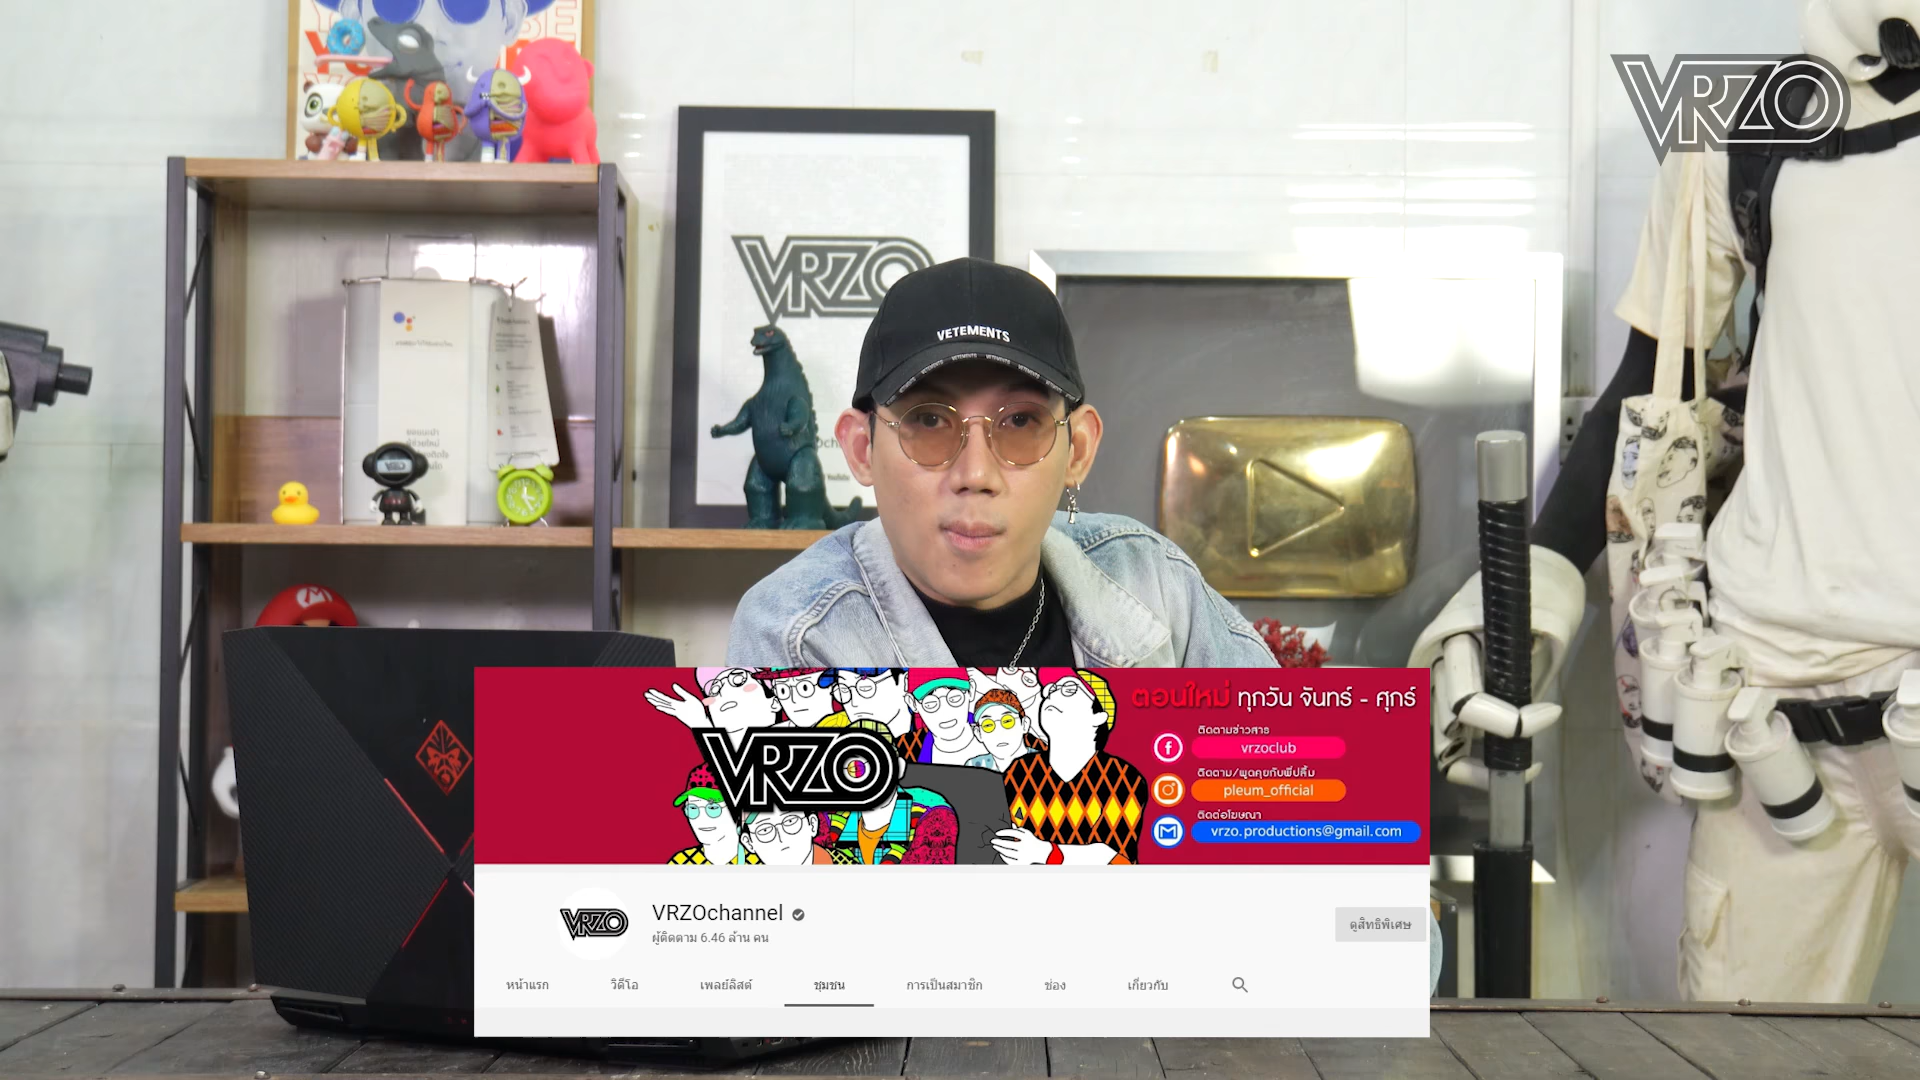 VRZO
VRZO
VETEMENTS
ตอนใหม่ ทุกวัน จันทร์ - ศุกร์
ติดตามข่าวสาร
vrzoclub
ติดตาม/พูดคุยกับพี่ปลื้ม
pleum_official
ติดต่อโฆษณา
vrzo.productions@gmail.com
VRZO
VRZO
VRZOchannel
ผู้ติดตาม 6.46 ล้าน คน
ดูสิทธิพิเศษ
หน้าแรก
วิดีโอ
เพลย์ลิสต์
ชุมชน
การเป็นสมาชิก
ช่อง
เกี่ยวกับ